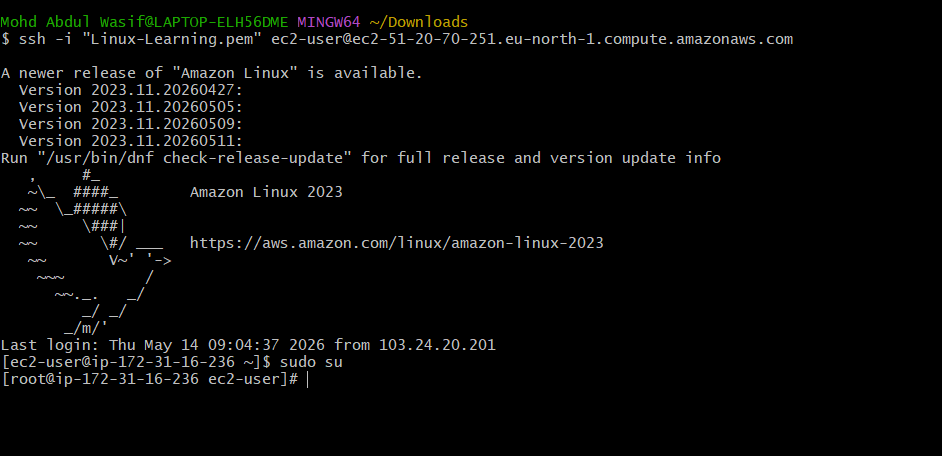 Mohd Abdul Wasif@LAPTOP-ELH56DME MINGW64 ~/Downloads
$ ssh -i "Linux-Learning.pem" ec2-user@ec2-51-20-70-251.eu-north-1.compute.amazonaws.com

A newer release of "Amazon Linux" is available.
  Version 2023.11.20260427:
  Version 2023.11.20260505:
  Version 2023.11.20260509:
  Version 2023.11.20260511:
Run "/usr/bin/dnf check-release-update" for full release and version update info
   ,     #_
   ~\_  ####_        Amazon Linux 2023
  ~~  \_#####\
  ~~     \###|
  ~~       \#/ ___   https://aws.amazon.com/linux/amazon-linux-2023
   ~~       V~' '->
    ~~~         /
      ~~._.   _/
         _/ _/
       _/m/'
Last login: Thu May 14 09:04:37 2026 from 103.24.20.201
[ec2-user@ip-172-31-16-236 ~]$ sudo su
[root@ip-172-31-16-236 ec2-user]#